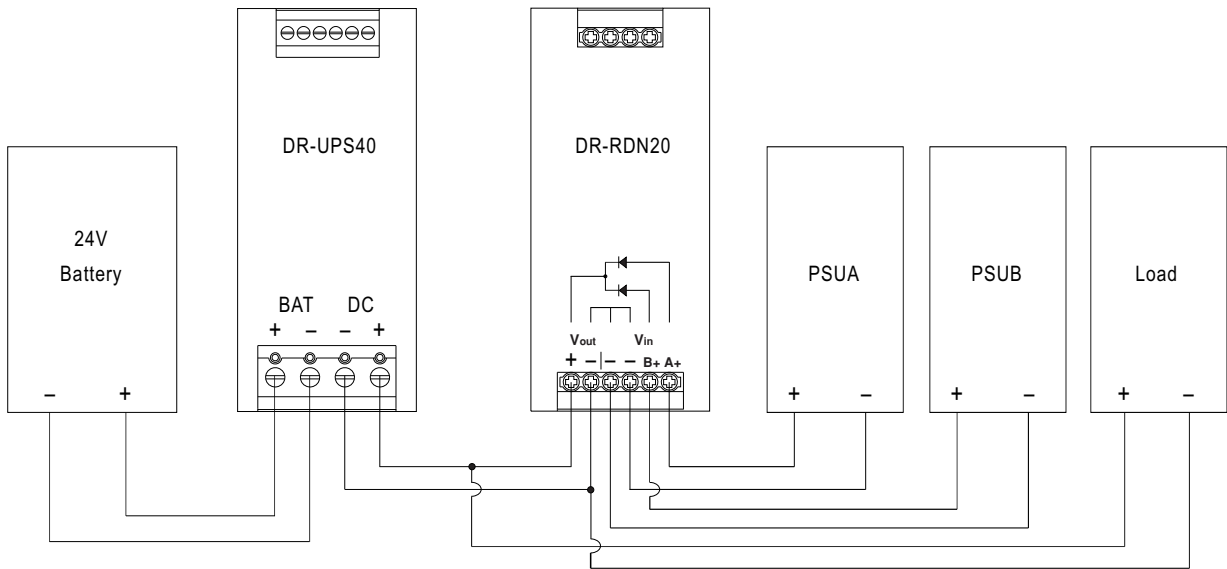 DR-UPS40
DR-RDN20
24V
Battery
PSUA
PSUB
Load
BAT DC
+ − − +
Vout Vin
+ −|− − B+ A+
− +
+ −
+ −
+ −